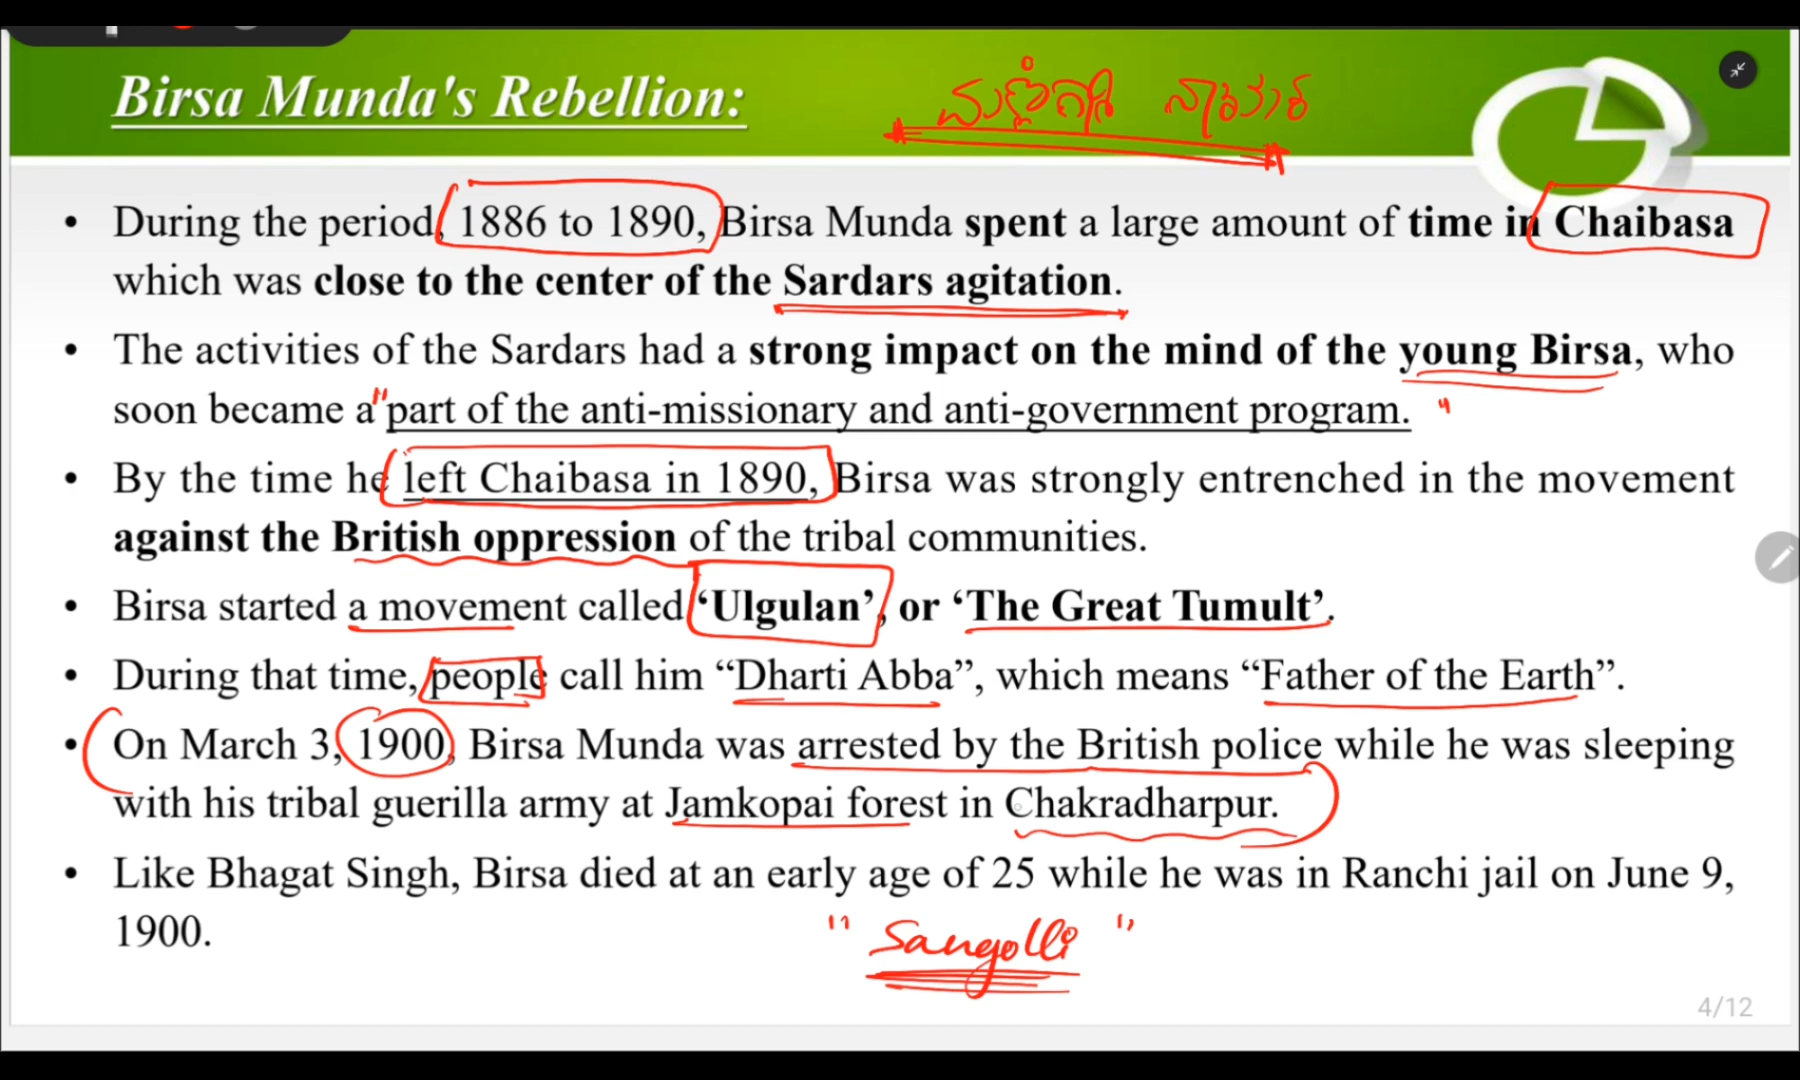 Birsa Munda's Rebellion:
• During the period, 1886 to 1890, Birsa Munda spent a large amount of time in Chaibasa
which was close to the center of the Sardars agitation.
• The activities of the Sardars had a strong impact on the mind of the young Birsa, who
soon became a "part of the anti-missionary and anti-government program. "
• By the time he left Chaibasa in 1890, Birsa was strongly entrenched in the movement
against the British oppression of the tribal communities.
• Birsa started a movement called ‘Ulgulan’, or ‘The Great Tumult’.
• During that time, people call him “Dharti Abba”, which means “Father of the Earth”.
• On March 3, 1900, Birsa Munda was arrested by the British police while he was sleeping
with his tribal guerilla army at Jamkopai forest in Chakradharpur.
• Like Bhagat Singh, Birsa died at an early age of 25 while he was in Ranchi jail on June 9,
1900.
" Sangolli "
4/12